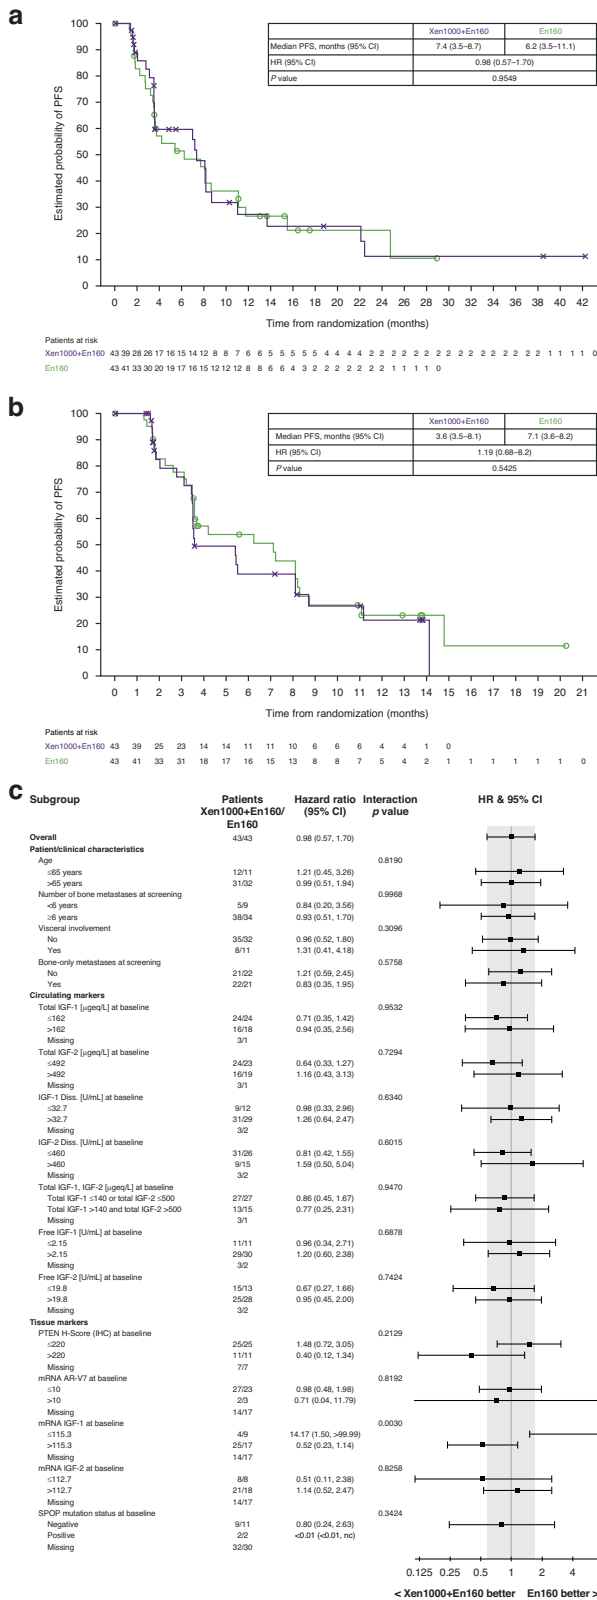 a
Xen1000+En160 En160
Median PFS, months (95% CI) 7.4 (3.5–8.7) 6.2 (3.5–11.1)
HR (95% CI) 0.98 (0.57–1.70)
P value 0.9549
Estimated probability of PFS
100
90
80
70
60
50
40
30
20
10
0
0 2 4 6 8 10 12 14 16 18 20 22 24 26 28 30 32 34 36 38 40 42
Time from randomization (months)
Patients at risk
Xen1000+En160 43 39 28 26 17 16 15 14 12 8 8 7 6 6 5 5 5 5 5 4 4 4 4 2 2 2 2 2 2 2 2 2 2 2 2 2 2 2 2 1 1 1 1 0
En160 43 41 33 30 20 19 17 16 15 12 12 12 8 8 6 6 4 3 2 2 2 2 2 2 2 1 1 1 1 0
b
Xen1000+En160 En160
Median PFS, months (95% CI) 3.6 (3.5–8.1) 7.1 (3.6–8.2)
HR (95% CI) 1.19 (0.68–8.2)
P value 0.5425
Estimated probability of PFS
100
90
80
70
60
50
40
30
20
10
0
0 1 2 3 4 5 6 7 8 9 10 11 12 13 14 15 16 17 18 19 20 21
Time from randomization (months)
Patients at risk
Xen1000+En160 43 39 25 23 14 14 11 11 10 6 6 6 4 4 1 0
En160 43 41 33 31 18 17 16 15 13 8 8 7 5 4 2 1 1 1 1 1 1 0
c Subgroup Patients Hazard ratio Interaction HR & 95% CI
Xen1000+En160/ (95% CI) p value
En160
Overall 43/43 0.98 (0.57, 1.70)
Patient/clinical characteristics
Age 0.8190
≤65 years 12/11 1.21 (0.45, 3.26)
>65 years 31/32 0.99 (0.51, 1.94)
Number of bone metastases at screening 0.9968
<6 years 5/9 0.84 (0.20, 3.56)
≥6 years 38/34 0.93 (0.51, 1.70)
Visceral involvement 0.3096
No 35/32 0.96 (0.52, 1.80)
Yes 8/11 1.31 (0.41, 4.18)
Bone-only metastases at screening 0.5758
No 21/22 1.21 (0.59, 2.45)
Yes 22/21 0.83 (0.35, 1.95)
Circulating markers
Total IGF-1 [µgeq/L] at baseline 0.9532
≤162 24/24 0.71 (0.35, 1.42)
>162 16/18 0.94 (0.35, 2.56)
Missing 3/1
Total IGF-2 [µgeq/L] at baseline 0.7294
≤492 24/23 0.64 (0.33, 1.27)
>492 16/19 1.16 (0.43, 3.13)
Missing 3/1
IGF-1 Diss. [U/mL] at baseline 0.6340
≤32.7 9/12 0.98 (0.33, 2.96)
>32.7 31/29 1.26 (0.64, 2.47)
Missing 3/2
IGF-2 Diss. [U/mL] at baseline 0.6015
≤460 31/26 0.81 (0.42, 1.55)
>460 9/15 1.59 (0.50, 5.04)
Missing 3/2
Total IGF-1, IGF-2 [µgeq/L] at baseline 0.9470
Total IGF-1 ≤140 or total IGF-2 ≤500 27/27 0.86 (0.45, 1.67)
Total IGF-1 >140 and total IGF-2 >500 13/15 0.77 (0.25, 2.31)
Missing 3/1
Free IGF-1 [U/mL] at baseline 0.6878
≤2.15 11/11 0.96 (0.34, 2.71)
>2.15 29/30 1.20 (0.60, 2.38)
Missing 3/2
Free IGF-2 [U/mL] at baseline 0.7424
≤19.8 15/13 0.67 (0.27, 1.66)
>19.8 25/28 0.95 (0.45, 2.00)
Missing 3/2
Tissue markers
PTEN H-Score (IHC) at baseline 0.2129
≤220 25/25 1.48 (0.72, 3.05)
>220 11/11 0.40 (0.12, 1.34)
Missing 7/7
mRNA AR-V7 at baseline 0.8192
≤10 27/23 0.98 (0.48, 1.98)
>10 2/3 0.71 (0.04, 11.79)
Missing 14/17
mRNA IGF-1 at baseline 0.0030
≤115.3 4/9 14.17 (1.50, >99.99)
>115.3 25/17 0.52 (0.23, 1.14)
Missing 14/17
mRNA IGF-2 at baseline 0.8258
≤112.7 8/8 0.51 (0.11, 2.38)
>112.7 21/18 1.14 (0.52, 2.47)
Missing 14/17
SPOP mutation status at baseline 0.3424
Negative 9/11 0.80 (0.24, 2.63)
Positive 2/2 <0.01 (<0.01, nc)
Missing 32/30
0.125 0.25 0.5 1 2 4
< Xen1000+En160 better En160 better >